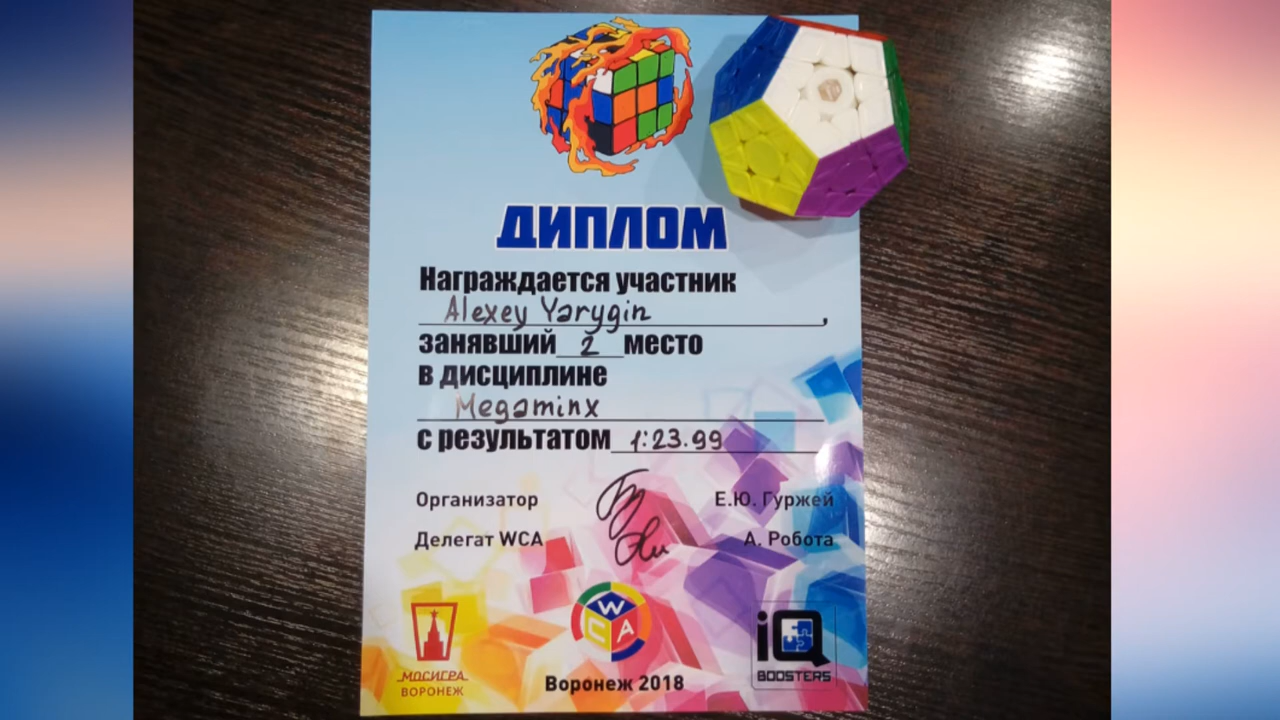 ДИПЛОМ
Награждается участник
Alexey Yarygin,
занявший 2 место
в дисциплине
Megaminx
с результатом 1:23.99
Организатор Е.Ю. Гуржей
Делегат WCA А. Робота
МОСИГРА
ВОРОНЕЖ
WCA
Воронеж 2018
iQ
BOOSTERS